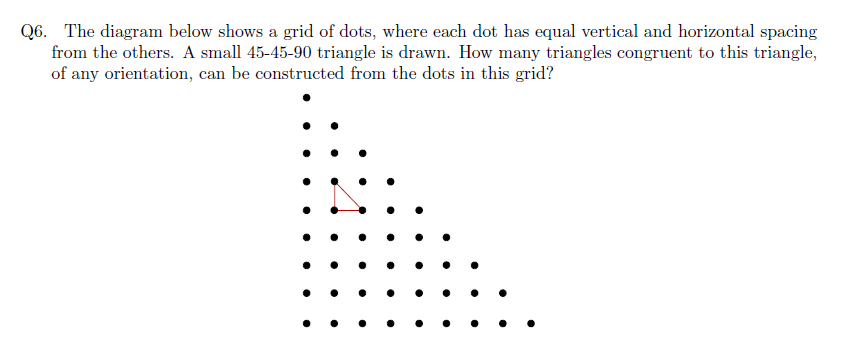 Q6. The diagram below shows a grid of dots, where each dot has equal vertical and horizontal spacing
from the others. A small 45-45-90 triangle is drawn. How many triangles congruent to this triangle,
of any orientation, can be constructed from the dots in this grid?